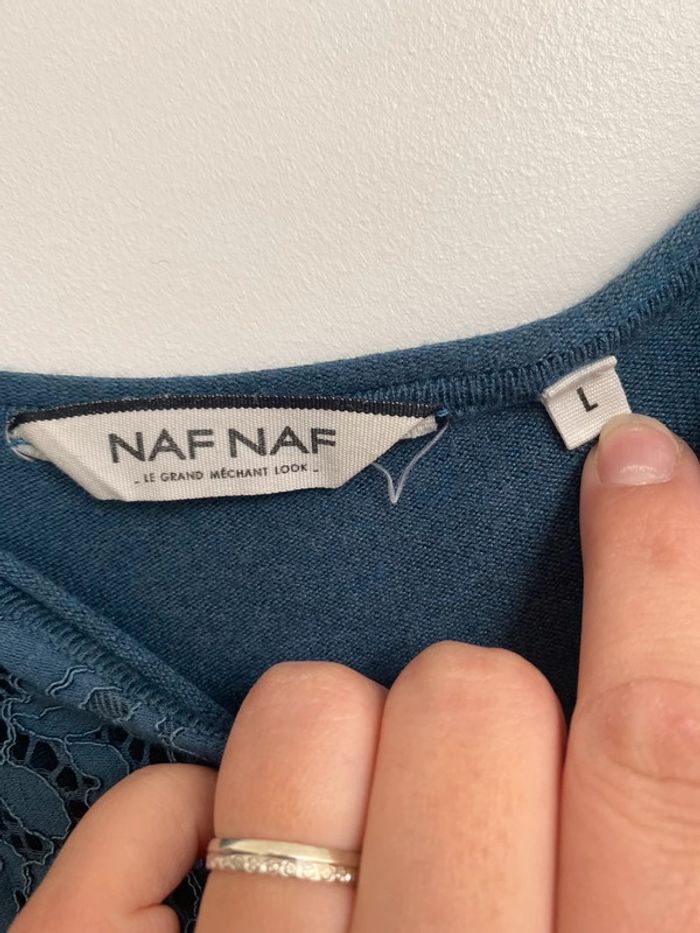 NAF NAF
- LE GRAND MÉCHANT LOOK -
L